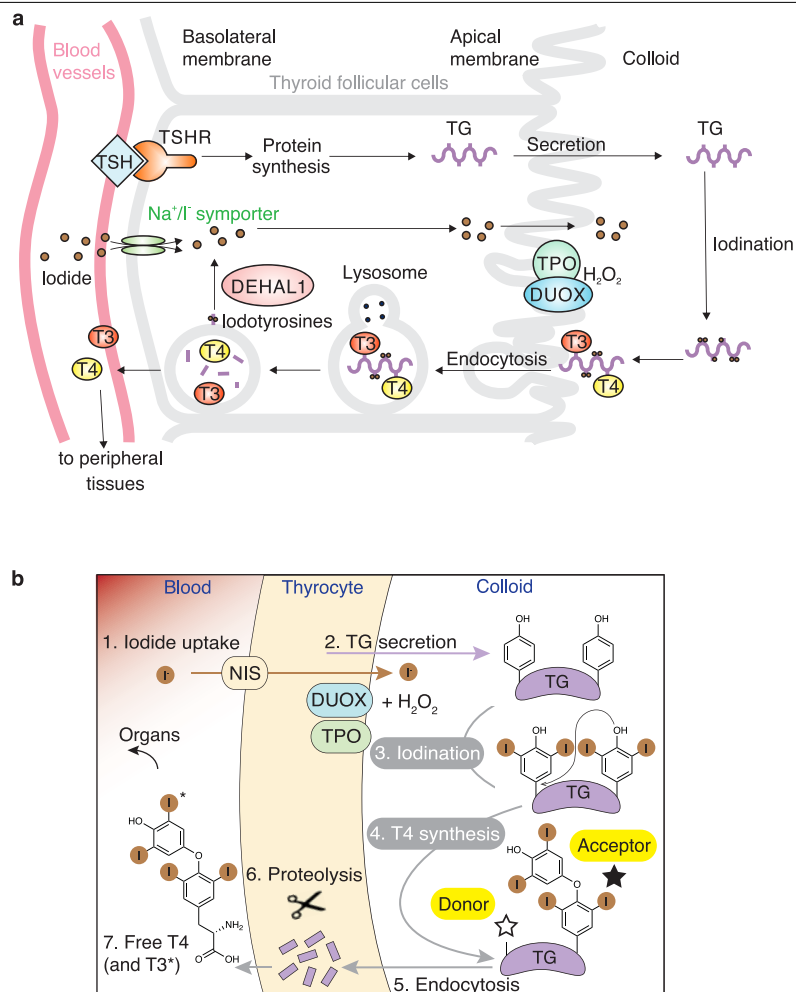 a
Blood
vessels
Basolateral
membrane
Apical
membrane
Colloid
Thyroid follicular cells
TSH
TSHR
Protein
synthesis
TG
Secretion
TG
Na⁺/I⁻ symporter
Iodide
Iodination
DEHAL1
Lysosome
TPO
DUOX
H₂O₂
Iodotyrosines
T3
T4
T4
T3
T3
T4
Endocytosis
T3
T4
to peripheral
tissues
b
Blood
Thyrocyte
Colloid
1. Iodide uptake
2. TG secretion
I⁻
NIS
I⁻
OH
OH
TG
DUOX
+ H₂O₂
TPO
3. Iodination
OH
OH
I
I
I
I
TG
Organs
I
*
HO
I
O
I
I
NH₂
O
OH
4. T4 synthesis
I
HO
I
O
I
I
Acceptor
Donor
TG
6. Proteolysis
7. Free T4
(and T3*)
5. Endocytosis